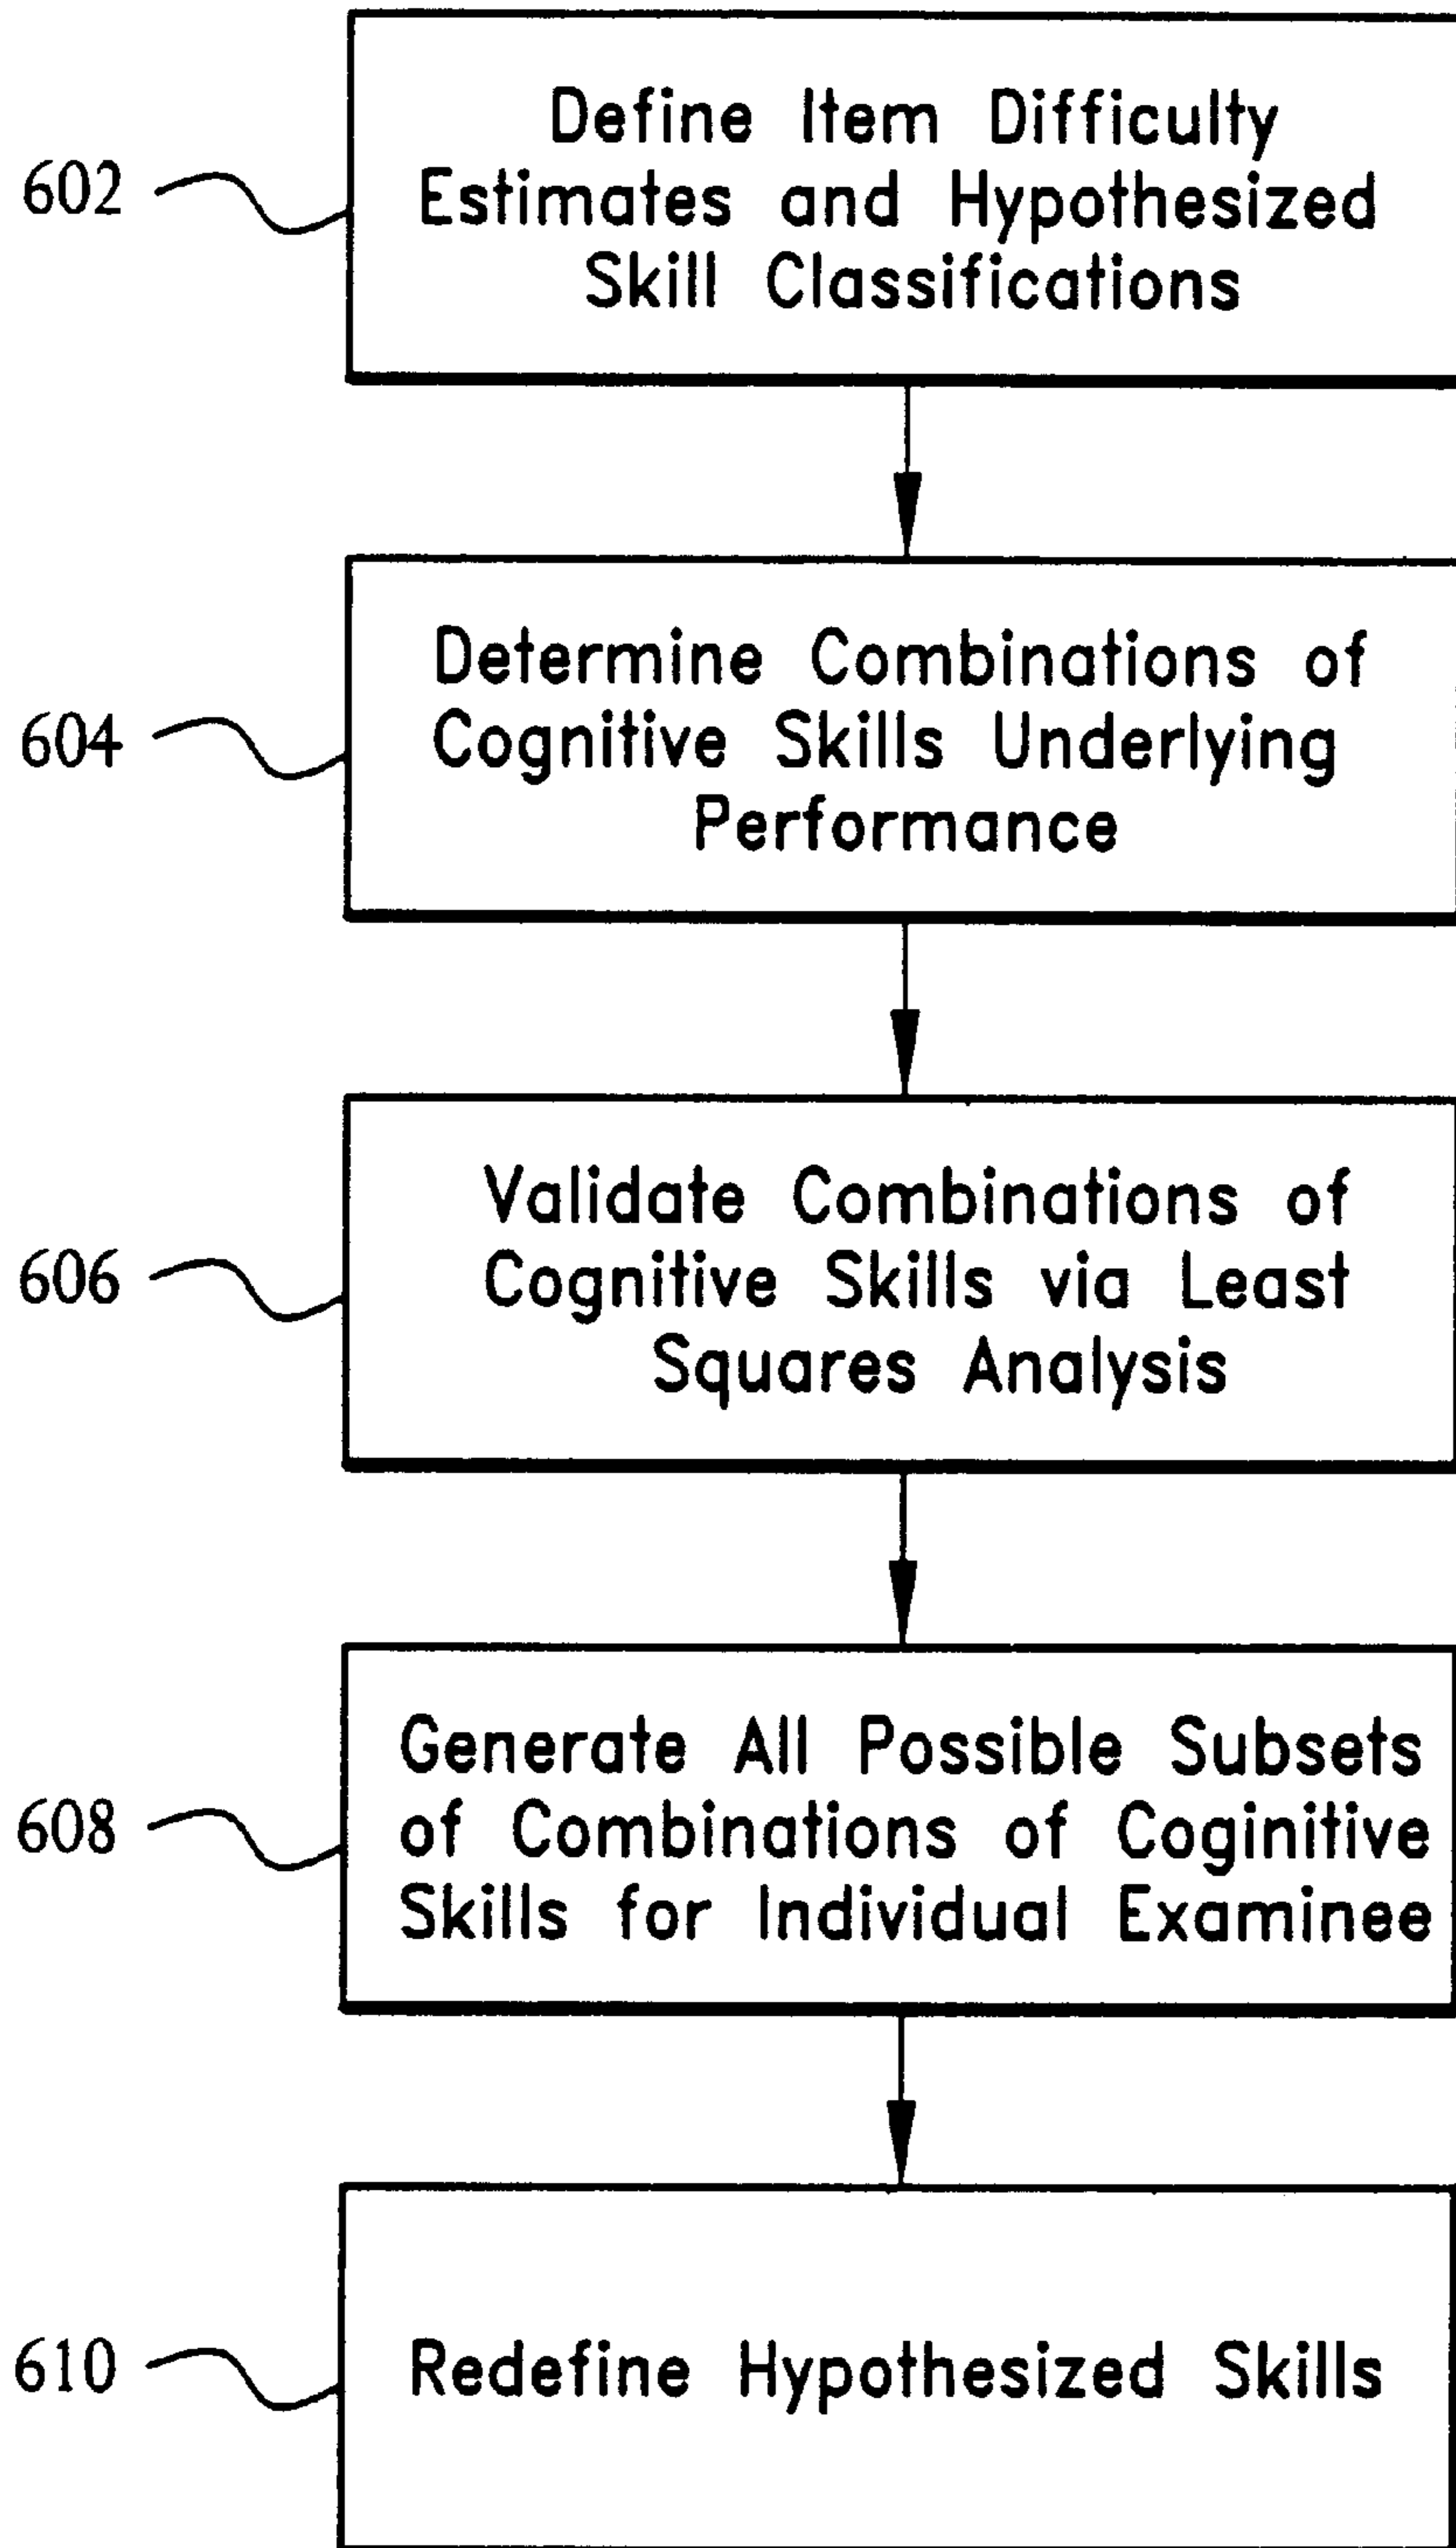 Define Item Difficulty
Estimates and Hypothesized
Skill Classifications
602
Determine Combinations of
Cognitive Skills Underlying
Performance
604
Validate Combinations of
Cognitive Skills via Least
Squares Analysis
606
Generate All Possible Subsets
of Combinations of Coginitive
Skills for Individual Examinee
608
Redefine Hypothesized Skills
610